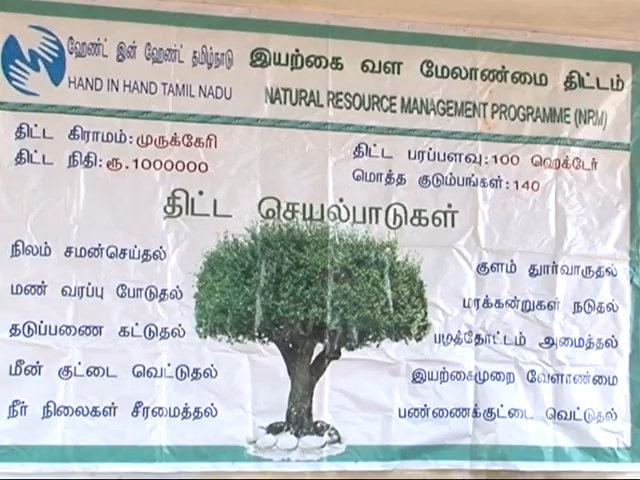 ஹேண்ட் இன் ஹேண்ட் தமிழ்நாடு
HAND IN HAND TAMIL NADU
இயற்கை வள மேலாண்மை திட்டம்
NATURAL RESOURCE MANAGEMENT PROGRAMME (NRM)
திட்ட கிராமம்:முருக்கேரி
திட்ட நிதி:ரூ.1000000
திட்ட பரப்பளவு:100 ஹெக்டேர்
மொத்த குடும்பங்கள்:140
திட்ட செயல்பாடுகள்
நிலம் சமன்செய்தல்
மண் வரப்பு போடுதல்
தடுப்பணை கட்டுதல்
மீன் குட்டை வெட்டுதல்
நீர் நிலைகள் சீரமைத்தல்
குளம் தூர்வாருதல்
மரக்கன்றுகள் நடுதல்
பழத்தோட்டம் அமைத்தல்
இயற்கைமுறை வேளாண்மை
பண்ணைக்குட்டை வெட்டுதல்